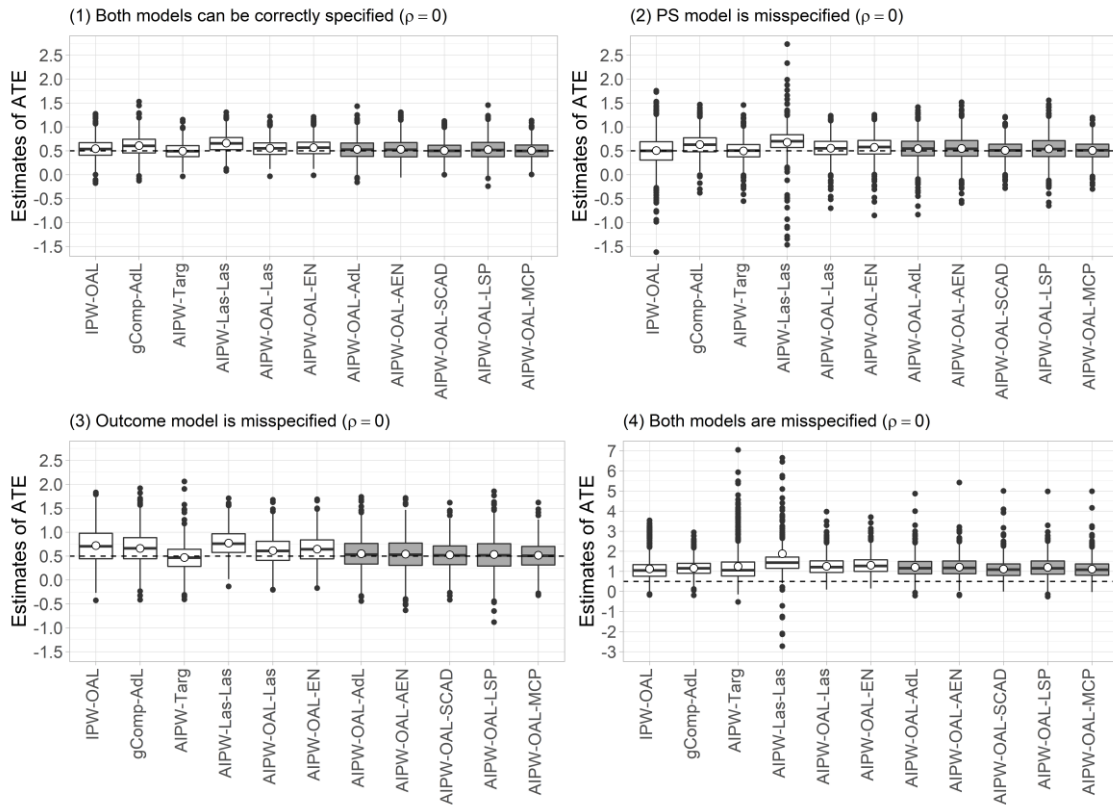 (1) Both models can be correctly specified (ρ = 0)
Estimates of ATE
2.5
2.0
1.5
1.0
0.5
0.0
-0.5
-1.0
-1.5
IPW-OAL
gComp-AdL
AIPW-Targ
AIPW-Las-Las
AIPW-OAL-Las
AIPW-OAL-EN
AIPW-OAL-AdL
AIPW-OAL-AEN
AIPW-OAL-SCAD
AIPW-OAL-LSP
AIPW-OAL-MCP
(2) PS model is misspecified (ρ = 0)
Estimates of ATE
2.5
2.0
1.5
1.0
0.5
0.0
-0.5
-1.0
-1.5
IPW-OAL
gComp-AdL
AIPW-Targ
AIPW-Las-Las
AIPW-OAL-Las
AIPW-OAL-EN
AIPW-OAL-AdL
AIPW-OAL-AEN
AIPW-OAL-SCAD
AIPW-OAL-LSP
AIPW-OAL-MCP
(3) Outcome model is misspecified (ρ = 0)
Estimates of ATE
2.5
2.0
1.5
1.0
0.5
0.0
-0.5
-1.0
-1.5
IPW-OAL
gComp-AdL
AIPW-Targ
AIPW-Las-Las
AIPW-OAL-Las
AIPW-OAL-EN
AIPW-OAL-AdL
AIPW-OAL-AEN
AIPW-OAL-SCAD
AIPW-OAL-LSP
AIPW-OAL-MCP
(4) Both models are misspecified (ρ = 0)
Estimates of ATE
7
6
5
4
3
2
1
0
-1
-2
-3
IPW-OAL
gComp-AdL
AIPW-Targ
AIPW-Las-Las
AIPW-OAL-Las
AIPW-OAL-EN
AIPW-OAL-AdL
AIPW-OAL-AEN
AIPW-OAL-SCAD
AIPW-OAL-LSP
AIPW-OAL-MCP